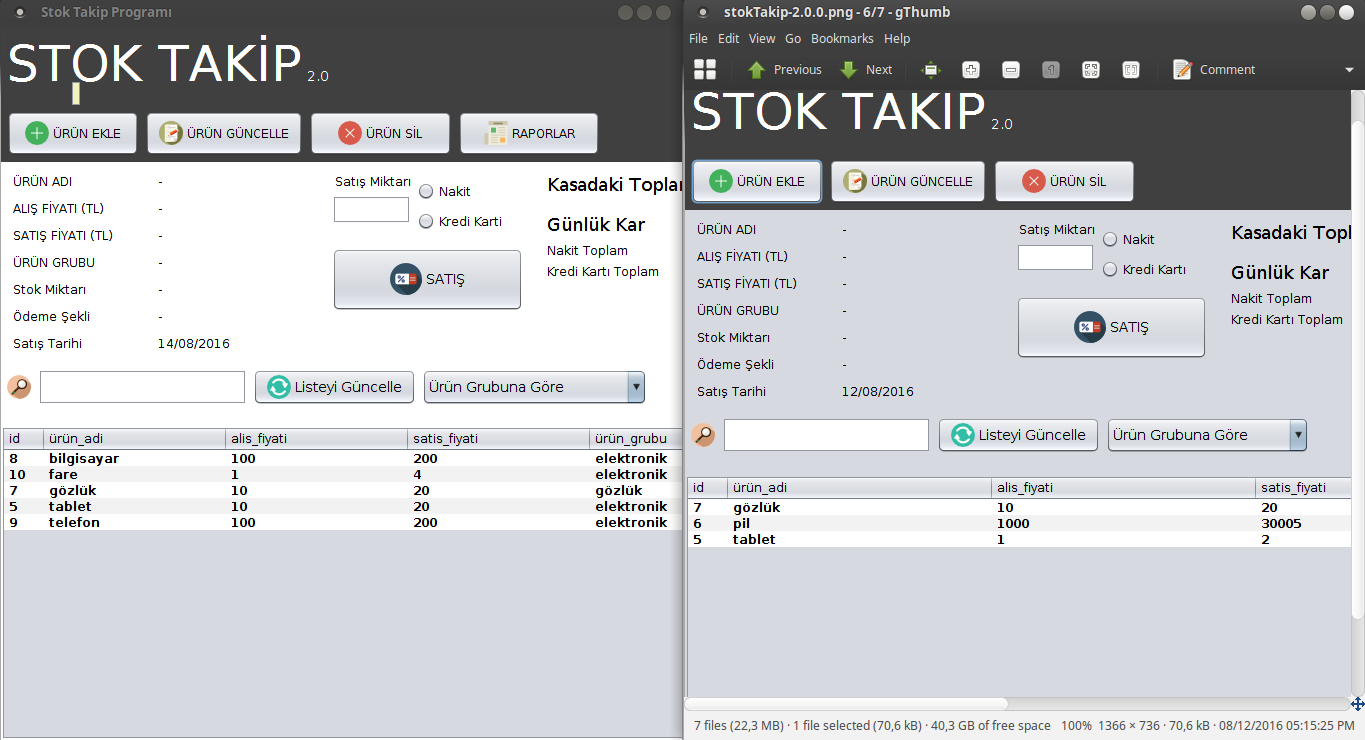 Stok Takip Programı
STOK TAKİP 2.0
ÜRÜN EKLE ÜRÜN GÜNCELLE ÜRÜN SİL RAPORLAR
ÜRÜN ADI -
ALIŞ FİYATI (TL) -
SATIŞ FİYATI (TL) -
ÜRÜN GRUBU -
Stok Miktarı -
Ödeme Şekli -
Satış Tarihi 14/08/2016
Satış Miktarı
Nakit
Kredi Karti
SATIŞ
Kasadaki Toplar
Günlük Kar
Nakit Toplam
Kredi Kartı Toplam
Listeyi Güncelle Ürün Grubuna Göre
id ürün_adi alis_fiyati satis_fiyati ürün_grubu
8 bilgisayar 100 200 elektronik
10 fare 1 4 elektronik
7 gözlük 10 20 gözlük
5 tablet 10 20 elektronik
9 telefon 100 200 elektronik
stokTakip-2.0.0.png - 6/7 - gThumb
File Edit View Go Bookmarks Help
Previous Next 1 Comment
STOK TAKİP 2.0
ÜRÜN EKLE ÜRÜN GÜNCELLE ÜRÜN SİL
ÜRÜN ADI -
ALIŞ FİYATI (TL) -
SATIŞ FİYATI (TL) -
ÜRÜN GRUBU -
Stok Miktarı -
Ödeme Şekli -
Satış Tarihi 12/08/2016
Satış Miktarı
Nakit
Kredi Kartı
SATIŞ
Kasadaki Topl
Günlük Kar
Nakit Toplam
Kredi Kartı Toplam
Listeyi Güncelle Ürün Grubuna Göre
id ürün_adi alis_fiyati satis_fiyati
7 gözlük 10 20
6 pil 1000 30005
5 tablet 1 2
7 files (22,3 MB) · 1 file selected (70,6 kB) · 40,3 GB of free space 100% 1366 × 736 · 70,6 kB · 08/12/2016 05:15:25 PM